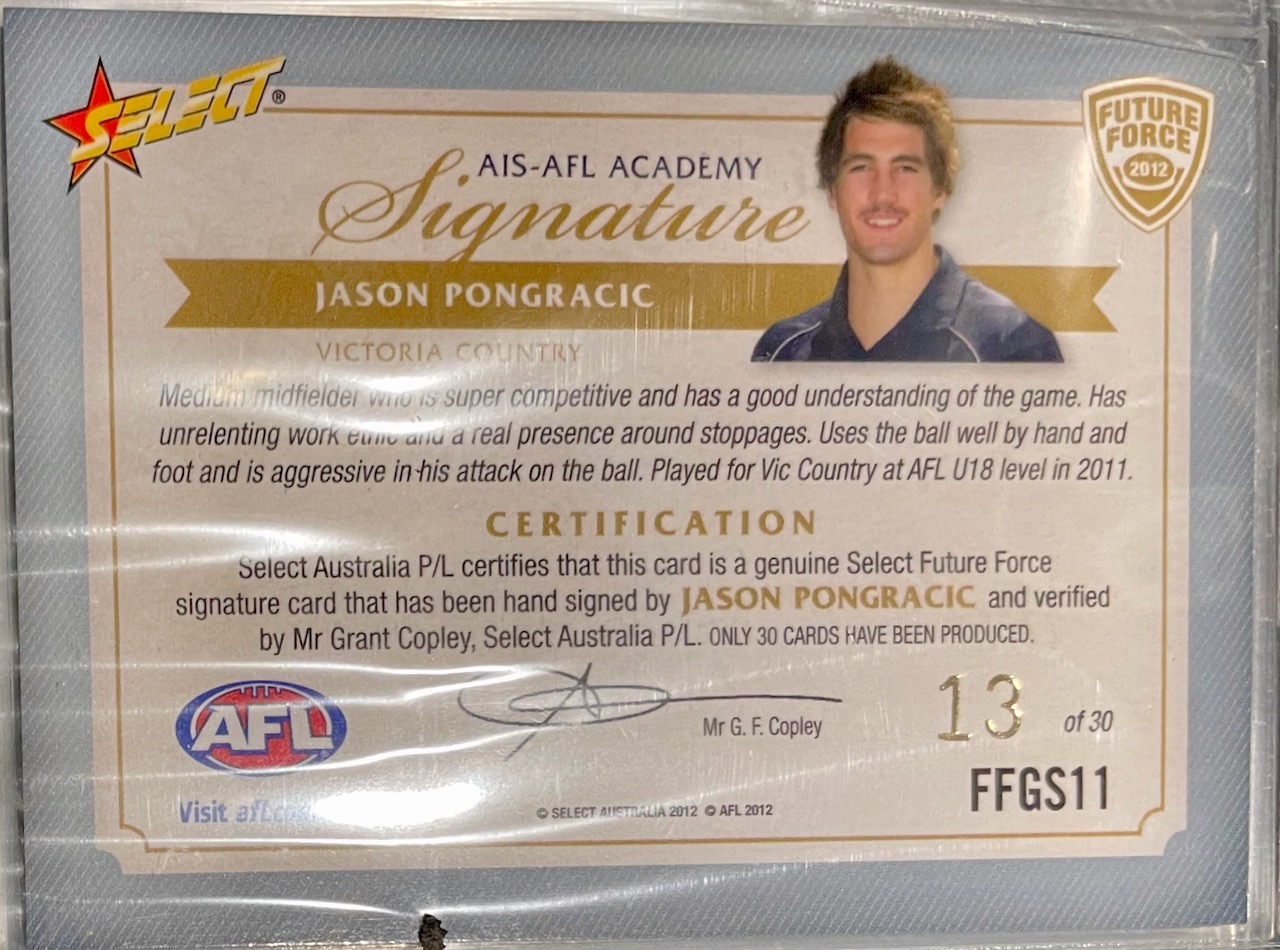 SELECT®
FUTURE
FORCE
2012
AIS-AFL ACADEMY
Signature
JASON PONGRACIC
VICTORIA COUNTRY
Medium midfielder who is super competitive and has a good understanding of the game. Has
unrelenting work ethic and a real presence around stoppages. Uses the ball well by hand and
foot and is aggressive in his attack on the ball. Played for Vic Country at AFL U18 level in 2011.
CERTIFICATION
Select Australia P/L certifies that this card is a genuine Select Future Force
signature card that has been hand signed by JASON PONGRACIC and verified
by Mr Grant Copley, Select Australia P/L. ONLY 30 CARDS HAVE BEEN PRODUCED.
AFL
Mr G. F. Copley
13 of 30
FFGS11
Visit
© SELECT AUSTRALIA 2012 © AFL 2012